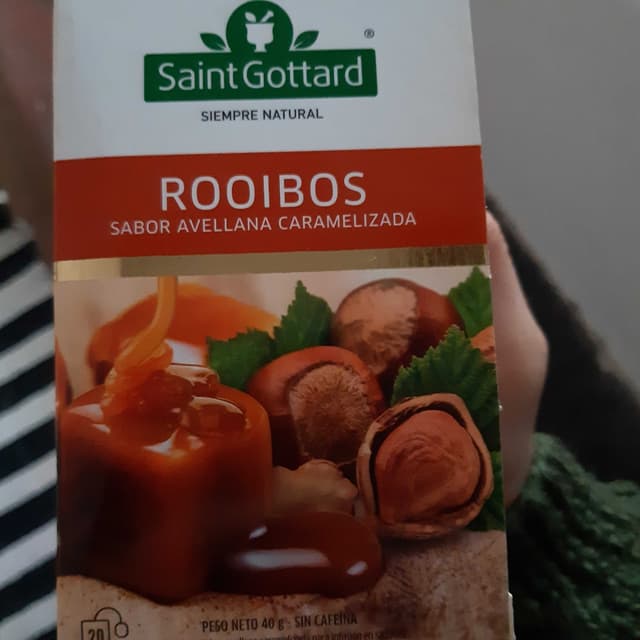 ®
SaintGottard
SIEMPRE NATURAL
ROOIBOS
SABOR AVELLANA CARAMELIZADA
PESO NETO 40 g - SIN CAFEÍNA
20